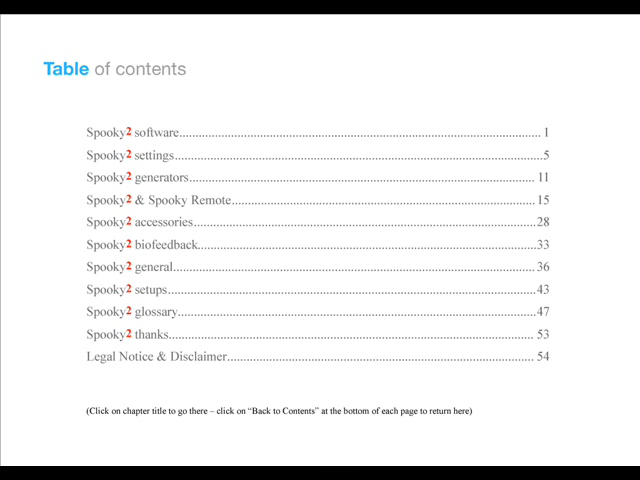 Table of contents
Spooky2 software.................................................................................................................. 1
Spooky2 settings....................................................................................................................5
Spooky2 generators.............................................................................................................. 11
Spooky2 & Spooky Remote................................................................................................ 15
Spooky2 accessories.............................................................................................................28
Spooky2 biofeedback...........................................................................................................33
Spooky2 general................................................................................................................... 36
Spooky2 setups.....................................................................................................................43
Spooky2 glossary..................................................................................................................47
Spooky2 thanks.................................................................................................................... 53
Legal Notice & Disclaimer................................................................................................. 54
(Click on chapter title to go there – click on “Back to Contents” at the bottom of each page to return here)